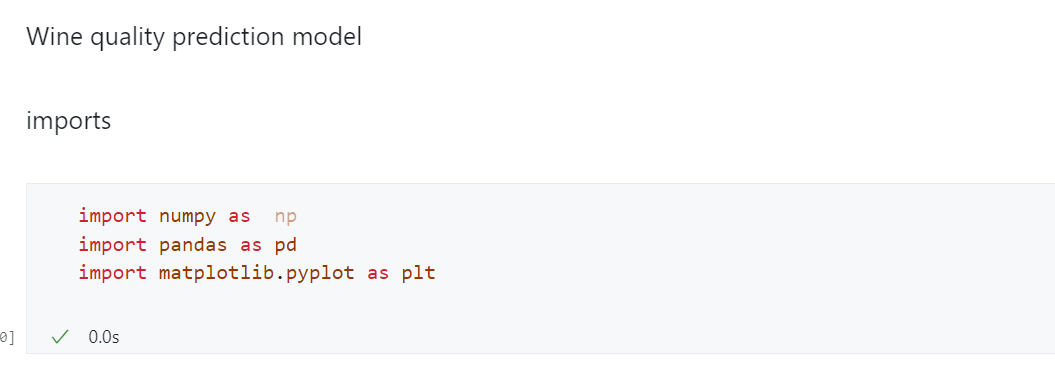 Wine quality prediction model
imports
import numpy as  np
import pandas as pd
import matplotlib.pyplot as plt
0] 0.0s